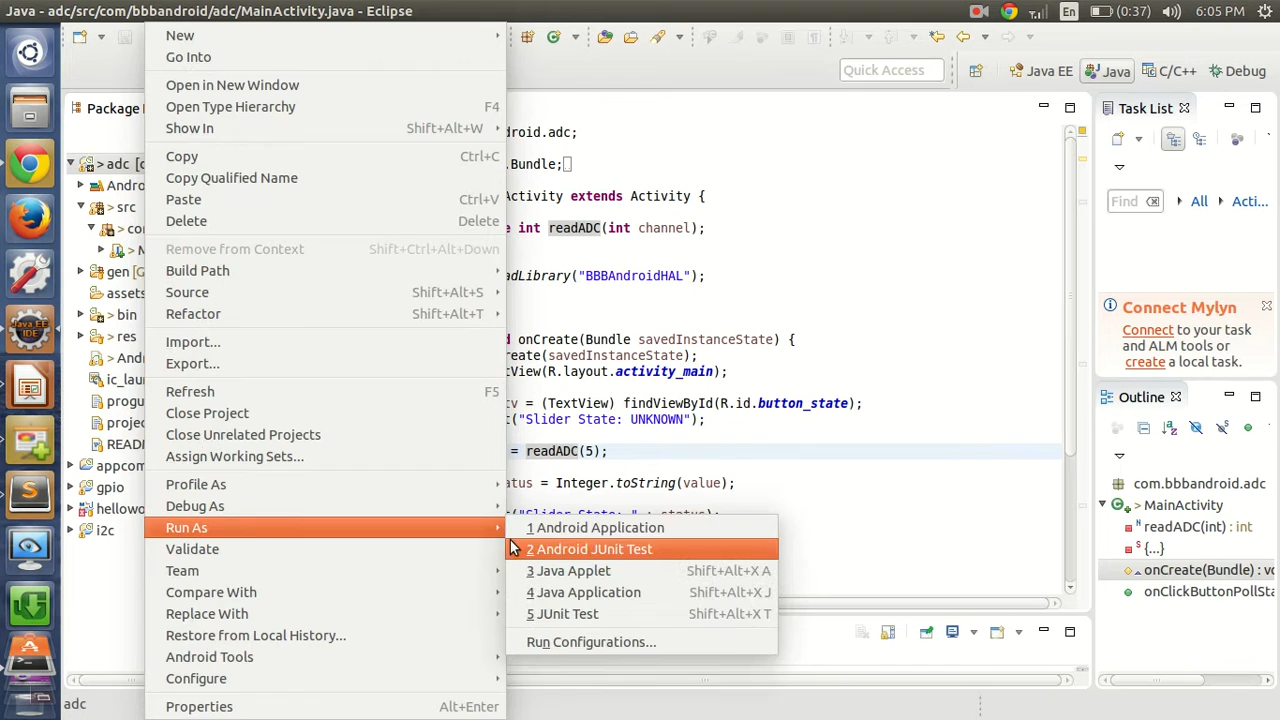 adc/src/com/bbbandroid/adc/MainActivity.java - Eclipse
En
(0:37)
6:05 PM
Quick Access
Java EE
Java
C/C++
Debug
Package
> adc
> src
gen
assets
> bin
> res
gpio
i2c
New
Go Into
Open in New Window
Open Type Hierarchy F4
Show In Shift+Alt+W
Copy Ctrl+C
Copy Qualified Name
Paste Ctrl+V
Delete Delete
Remove from Context Shift+Ctrl+Alt+Down
Build Path
Source Shift+Alt+S
Refactor Shift+Alt+T
Import...
Export...
Refresh F5
Close Project
Close Unrelated Projects
Assign Working Sets...
Profile As
Debug As
Run As
Validate
Team
Compare With
Replace With
Restore from Local History...
Android Tools
Configure
Properties Alt+Enter
1 Android Application
2 Android JUnit Test
3 Java Applet Shift+Alt+X A
4 Java Application Shift+Alt+X J
5 JUnit Test Shift+Alt+X T
Run Configurations...
droid.adc;
.Bundle;
Activity extends Activity {
int readADC(int channel);
adLibrary("BBBAndroidHAL");
onCreate(Bundle savedInstanceState) {
reate(savedInstanceState);
tView(R.layout.activity_main);
tv = (TextView) findViewById(R.id.button_state);
t("Slider State: UNKNOWN");
= readADC(5);
tatus = Integer.toString(value);
Task List
Find
All
Acti...
Connect Mylyn
Connect to your task
and ALM tools or
create a local task.
Outline
com.bbbandroid.adc
MainActivity
readADC(int) : int
{...}
onCreate(Bundle) : vo
onClickButtonPollSta
adc